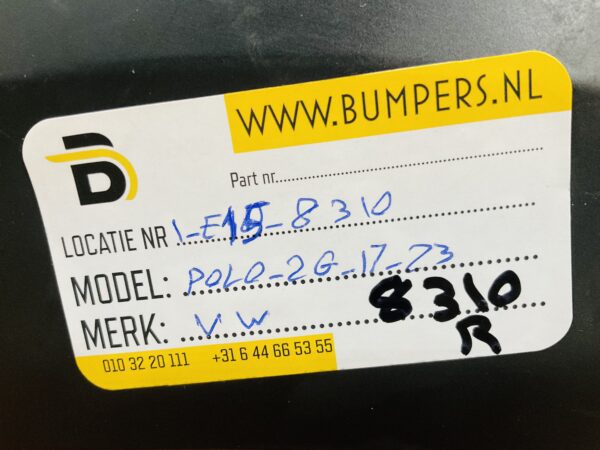 WWW.BUMPERS.NL
B
Part nr.
LOCATIE NR 1-E15-8310
MODEL: POLO-2G-17-23
MERK: VW
8310
R
010 32 20 111 +31 6 44 66 53 55